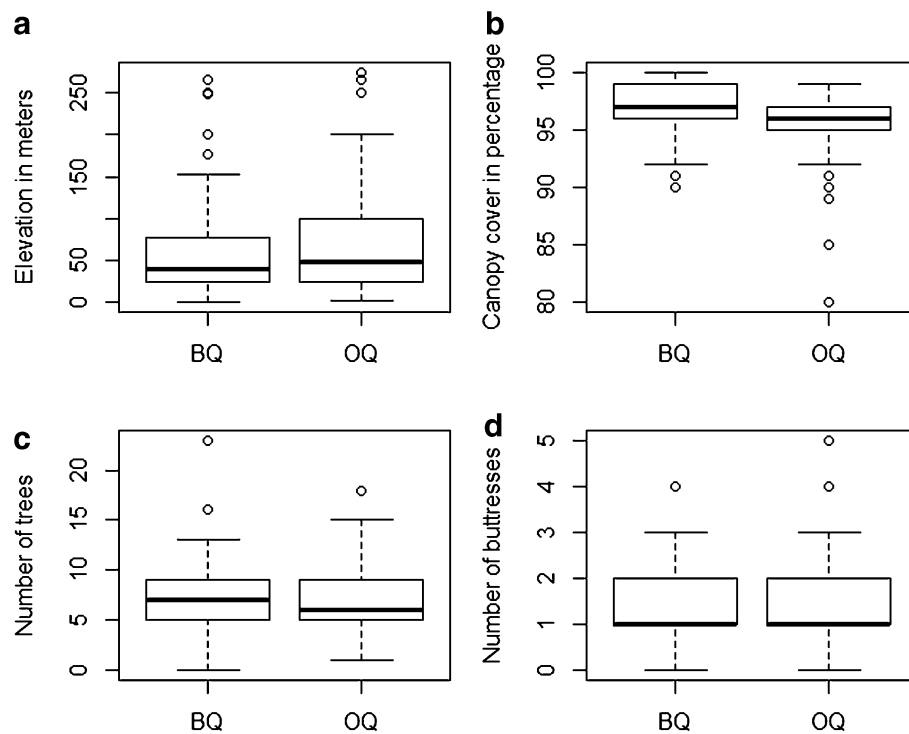 a
Elevation in meters
250
150
50
0
BQ
OQ
b
Canopy cover in percentage
100
95
90
85
80
BQ
OQ
c
Number of trees
20
15
10
5
0
BQ
OQ
d
Number of buttresses
5
4
3
2
1
0
BQ
OQ